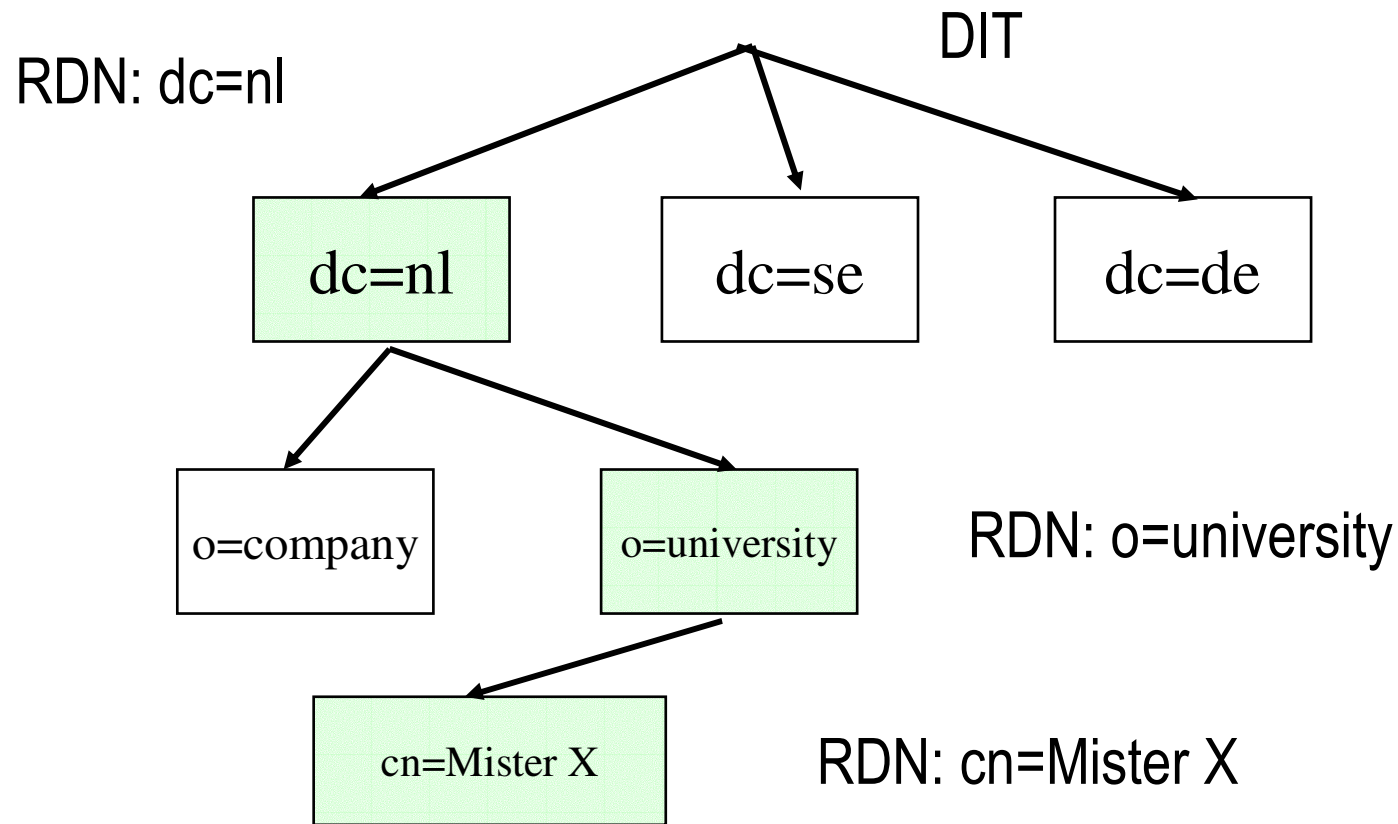 DIT
RDN: dc=nl
dc=nl
dc=se
dc=de
o=company
o=university
RDN: o=university
cn=Mister X
RDN: cn=Mister X